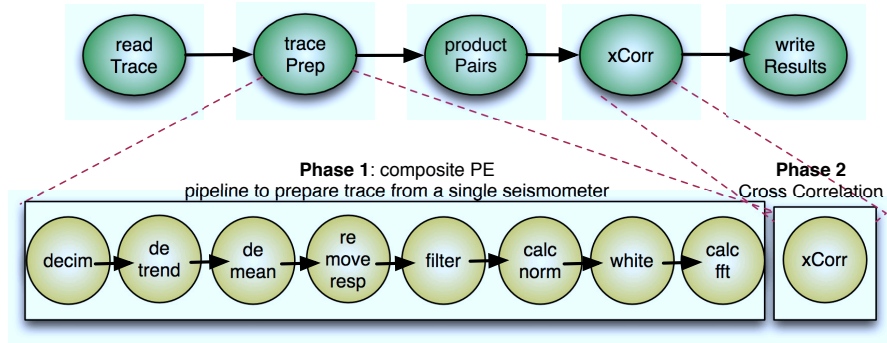 read
Trace
trace
Prep
product
Pairs
xCorr
write
Results
Phase 1: composite PE
pipeline to prepare trace from a single seismometer
Phase 2
Cross Correlation
decim
de
trend
de
mean
re
move
resp
filter
calc
norm
white
calc
fft
xCorr